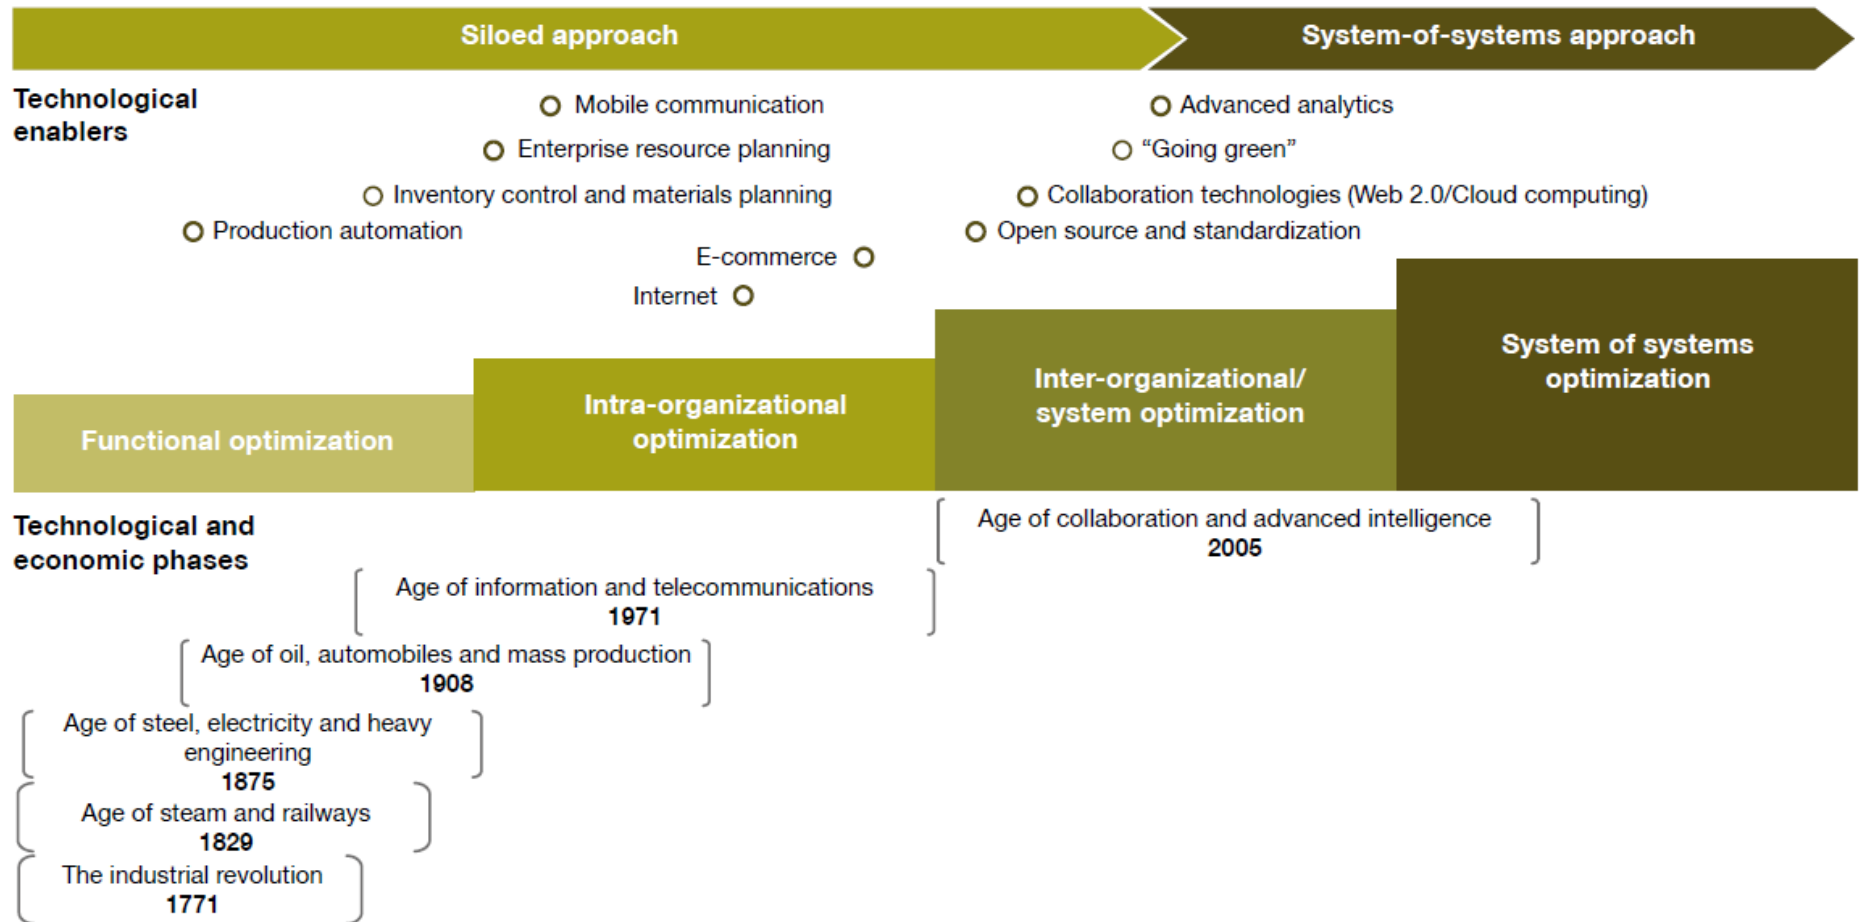 Siloed approach
System-of-systems approach
Technological
enablers
Mobile communication
Advanced analytics
Enterprise resource planning
“Going green”
Inventory control and materials planning
Collaboration technologies (Web 2.0/Cloud computing)
Production automation
Open source and standardization
E-commerce
Internet
Functional optimization
Intra-organizational
optimization
Inter-organizational/
system optimization
System of systems
optimization
Technological and
economic phases
Age of collaboration and advanced intelligence
2005
Age of information and telecommunications
1971
Age of oil, automobiles and mass production
1908
Age of steel, electricity and heavy
engineering
1875
Age of steam and railways
1829
The industrial revolution
1771